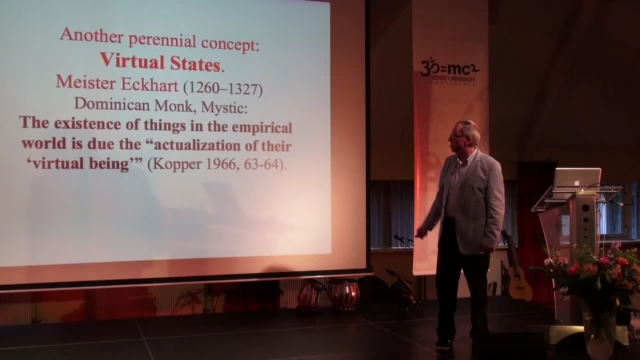 Another perennial concept:
Virtual States.
Meister Eckhart (1260–1327)
Dominican Monk, Mystic:
The existence of things in the empirical
world is due the “actualization of their
‘virtual being’” (Kopper 1966, 63-64).
ॐ=mc2